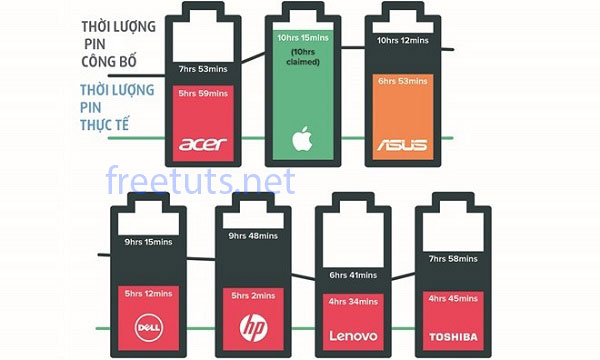 THỜI LƯỢNG
PIN
CÔNG BỐ
THỜI LƯỢNG
PIN
THỰC TẾ
7hrs 53mins
5hrs 59mins
acer
10hrs 15mins
(10hrs
claimed)
10hrs 12mins
6hrs 53mins
ASUS
freetuts.net
9hrs 15mins
5hrs 12mins
DELL
9hrs 48mins
5hrs 2mins
hp
6hrs 41mins
4hrs 34mins
Lenovo
7hrs 58mins
4hrs 45mins
TOSHIBA